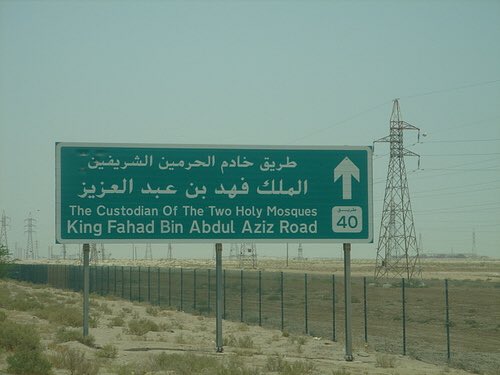 طريق خادم الحرمين الشريفين
الملك فهد بن عبد العزيز
The Custodian Of The Two Holy Mosques
King Fahad Bin Abdul Aziz Road
طريق
40